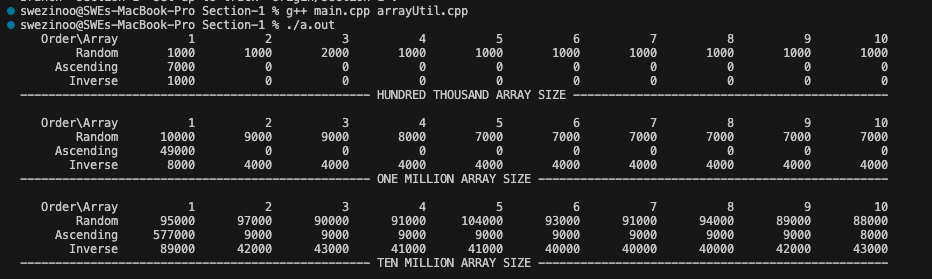 swezinoo@SWEs-MacBook-Pro Section-1 % g++ main.cpp arrayUtil.cpp
swezinoo@SWEs-MacBook-Pro Section-1 % ./a.out
Order\Array 1 2 3 4 5 6 7 8 9 10
Random 1000 1000 2000 1000 1000 1000 1000 1000 1000 1000
Ascending 7000 0 0 0 0 0 0 0 0 0
Inverse 1000 0 0 0 0 0 0 0 0 0
---------- HUNDRED THOUSAND ARRAY SIZE ----------
Order\Array 1 2 3 4 5 6 7 8 9 10
Random 10000 9000 9000 8000 7000 7000 7000 7000 7000 7000
Ascending 49000 0 0 0 0 0 0 0 0 0
Inverse 8000 4000 4000 4000 4000 4000 4000 4000 4000 4000
---------- ONE MILLION ARRAY SIZE ----------
Order\Array 1 2 3 4 5 6 7 8 9 10
Random 95000 97000 90000 91000 104000 93000 91000 94000 89000 88000
Ascending 577000 9000 9000 9000 9000 9000 9000 9000 9000 8000
Inverse 89000 42000 43000 41000 41000 40000 40000 40000 42000 43000
---------- TEN MILLION ARRAY SIZE ----------